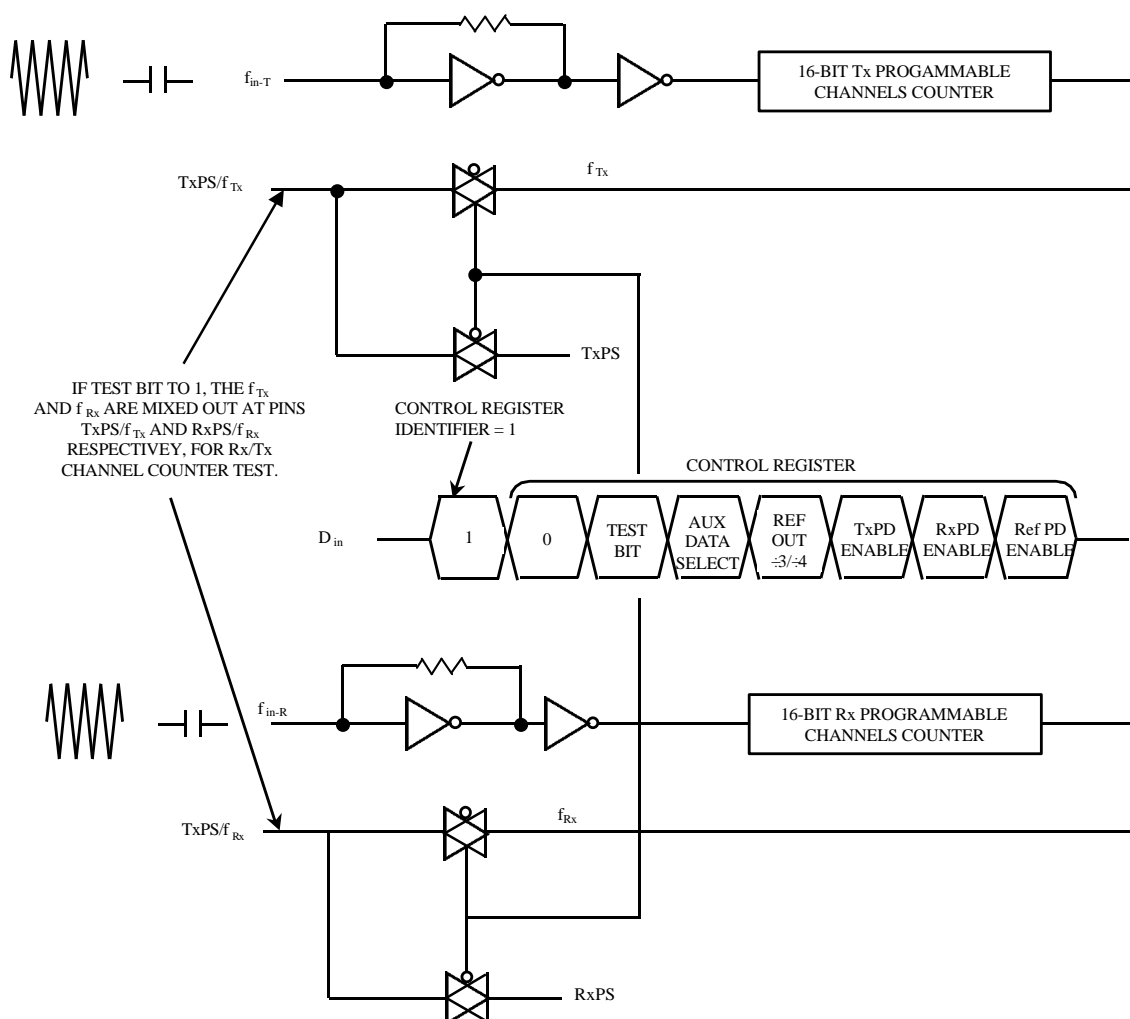 f in-T
16-BIT Tx PROGAMMABLE
CHANNELS COUNTER
TxPS/f Tx
f Tx
TxPS
IF TEST BIT TO 1, THE f Tx
AND f Rx ARE MIXED OUT AT PINS
TxPS/f Tx AND RxPS/f Rx
RESPECTIVEY, FOR Rx/Tx
CHANNEL COUNTER TEST.
CONTROL REGISTER
IDENTIFIER = 1
CONTROL REGISTER
D in
1
0
TEST
BIT
AUX
DATA
SELECT
REF
OUT
÷3/÷4
TxPD
ENABLE
RxPD
ENABLE
Ref PD
ENABLE
f in-R
16-BIT Rx PROGRAMMABLE
CHANNELS COUNTER
TxPS/f Rx
f Rx
RxPS